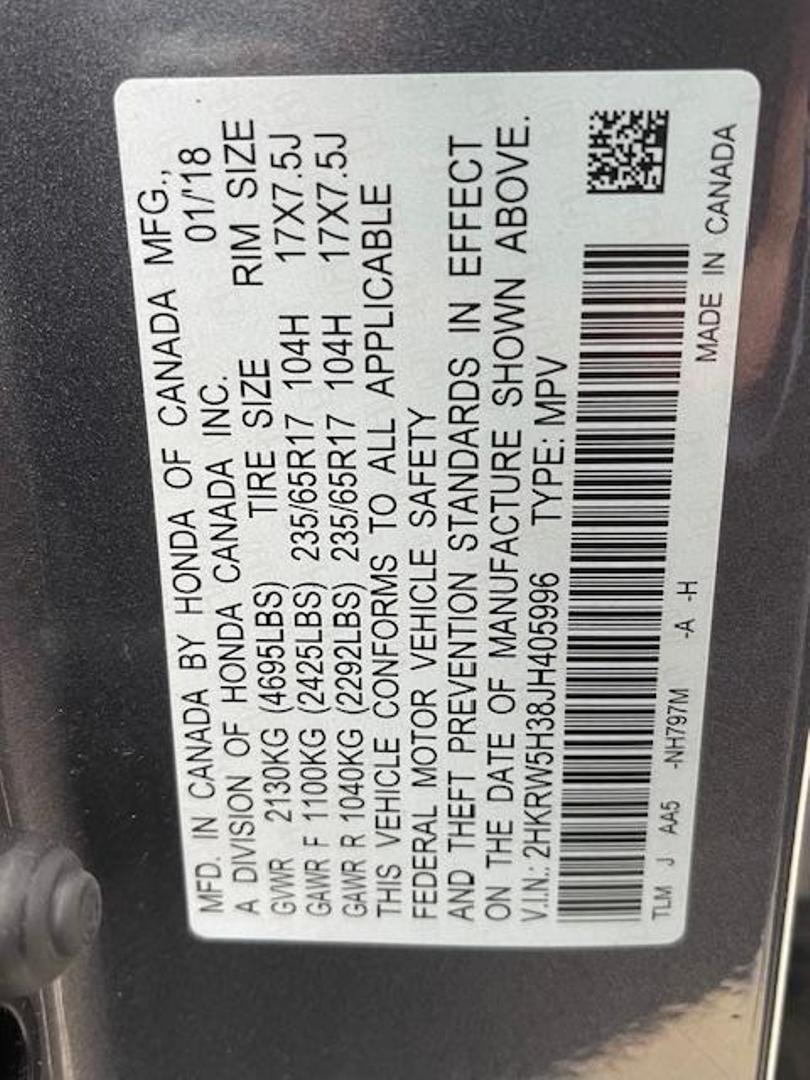 MFD. IN CANADA BY HONDA OF CANADA MFG.,
A DIVISION OF HONDA CANADA INC. 01/'18
GVWR 2130KG (4695LBS) TIRE SIZE RIM SIZE
GAWR F 1100KG (2425LBS) 235/65R17 104H 17X7.5J
GAWR R 1040KG (2292LBS) 235/65R17 104H 17X7.5J
THIS VEHICLE CONFORMS TO ALL APPLICABLE
FEDERAL MOTOR VEHICLE SAFETY
AND THEFT PREVENTION STANDARDS IN EFFECT
ON THE DATE OF MANUFACTURE SHOWN ABOVE.
V.I.N.: 2HKRW5H38JH405996 TYPE: MPV
TLM J AA5 -NH797M -A -H MADE IN CANADA